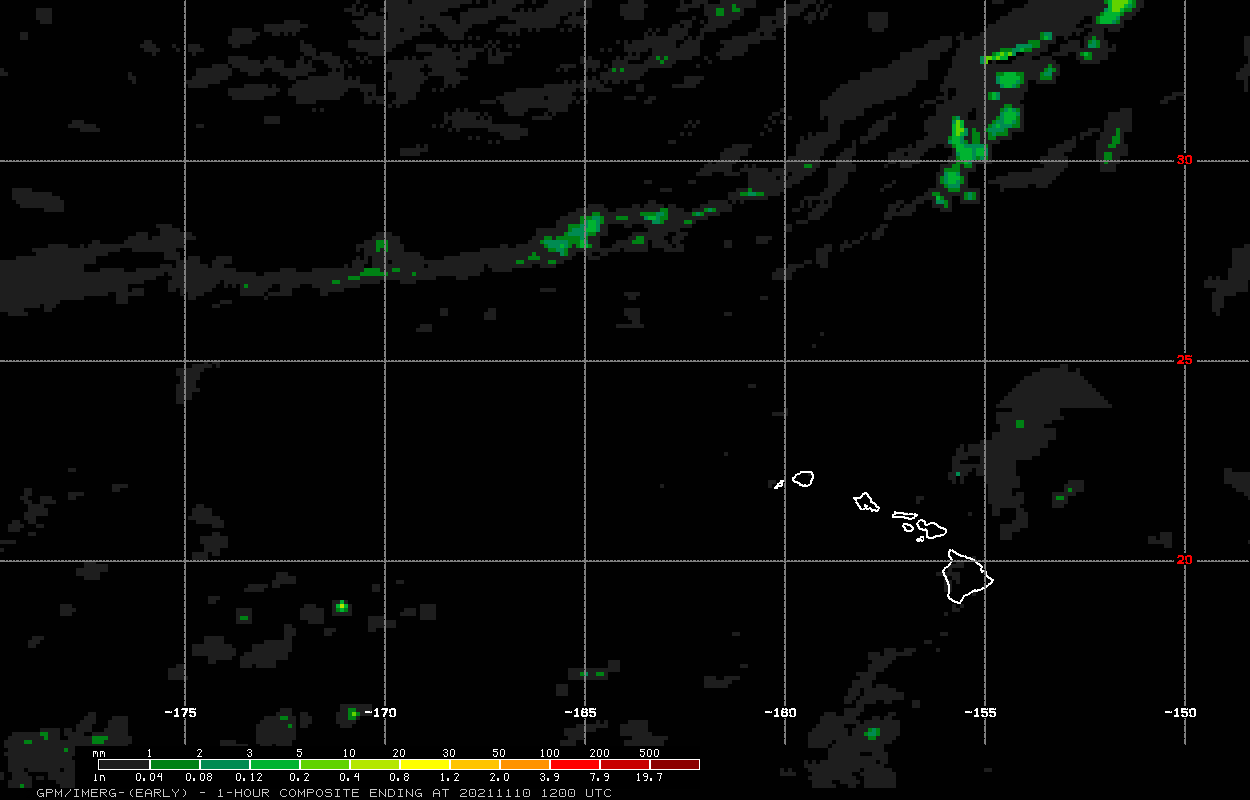 30
25
20
-175 -170 -165 -160 -155 -150
mm 1 2 3 5 10 20 30 50 100 200 500
in 0.04 0.08 0.12 0.2 0.4 0.8 1.2 2.0 3.9 7.9 19.7
GPM/IMERG-(EARLY) - 1-HOUR COMPOSITE ENDING AT 20211110 1200 UTC